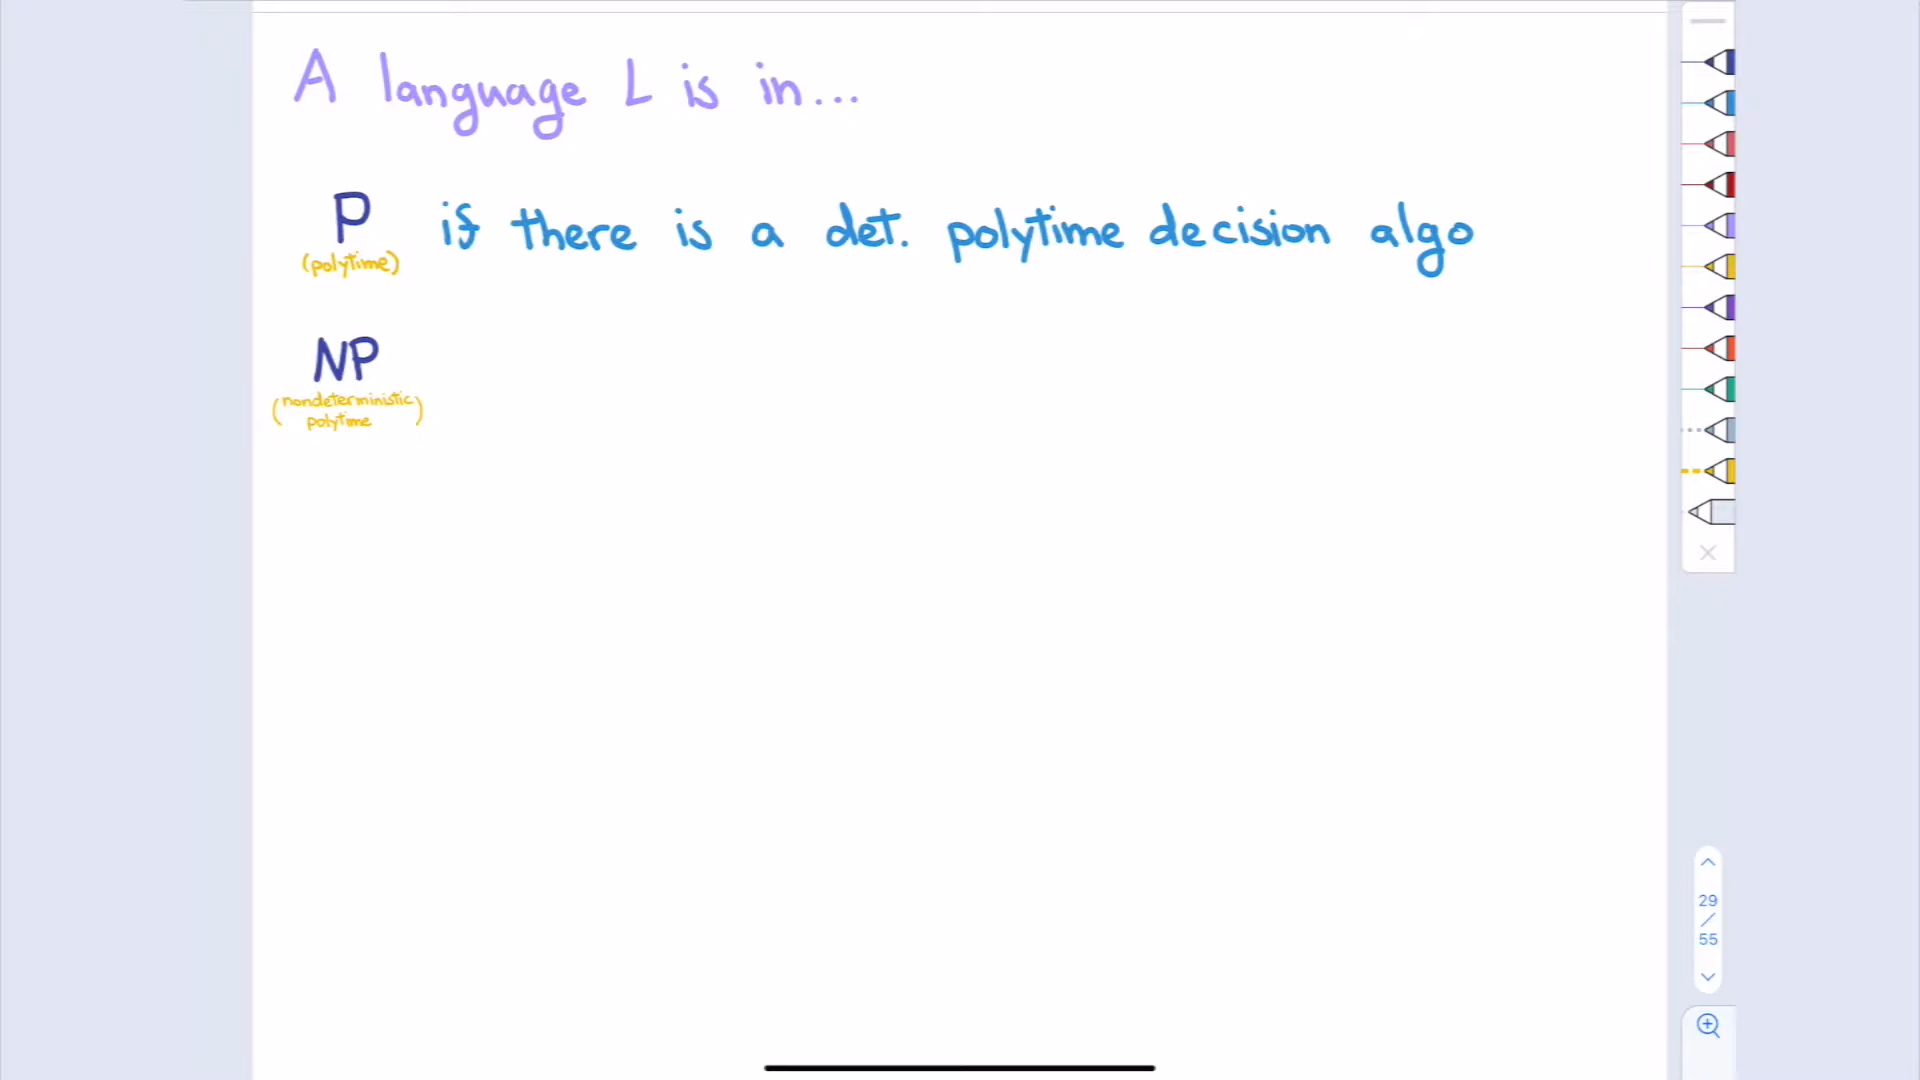 A language L is in...
P if there is a det. polytime decision algo
(polytime)
NP
(nondeterministic
polytime)
29
/
55